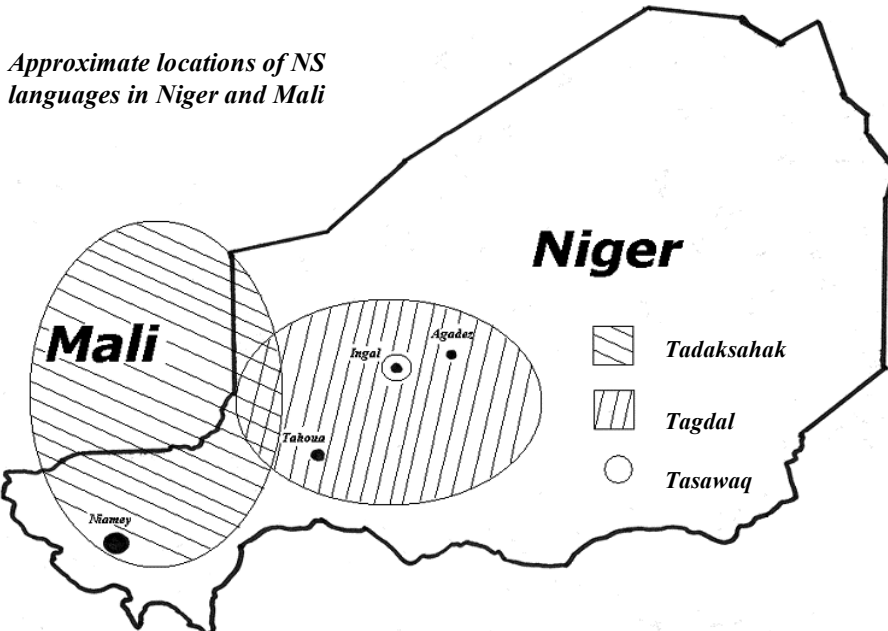 Approximate locations of NS
languages in Niger and Mali
Niger
Mali
Agadez
Ingal
Tadaksahak
Tagdal
Tahoua
Tasawaq
Niamey